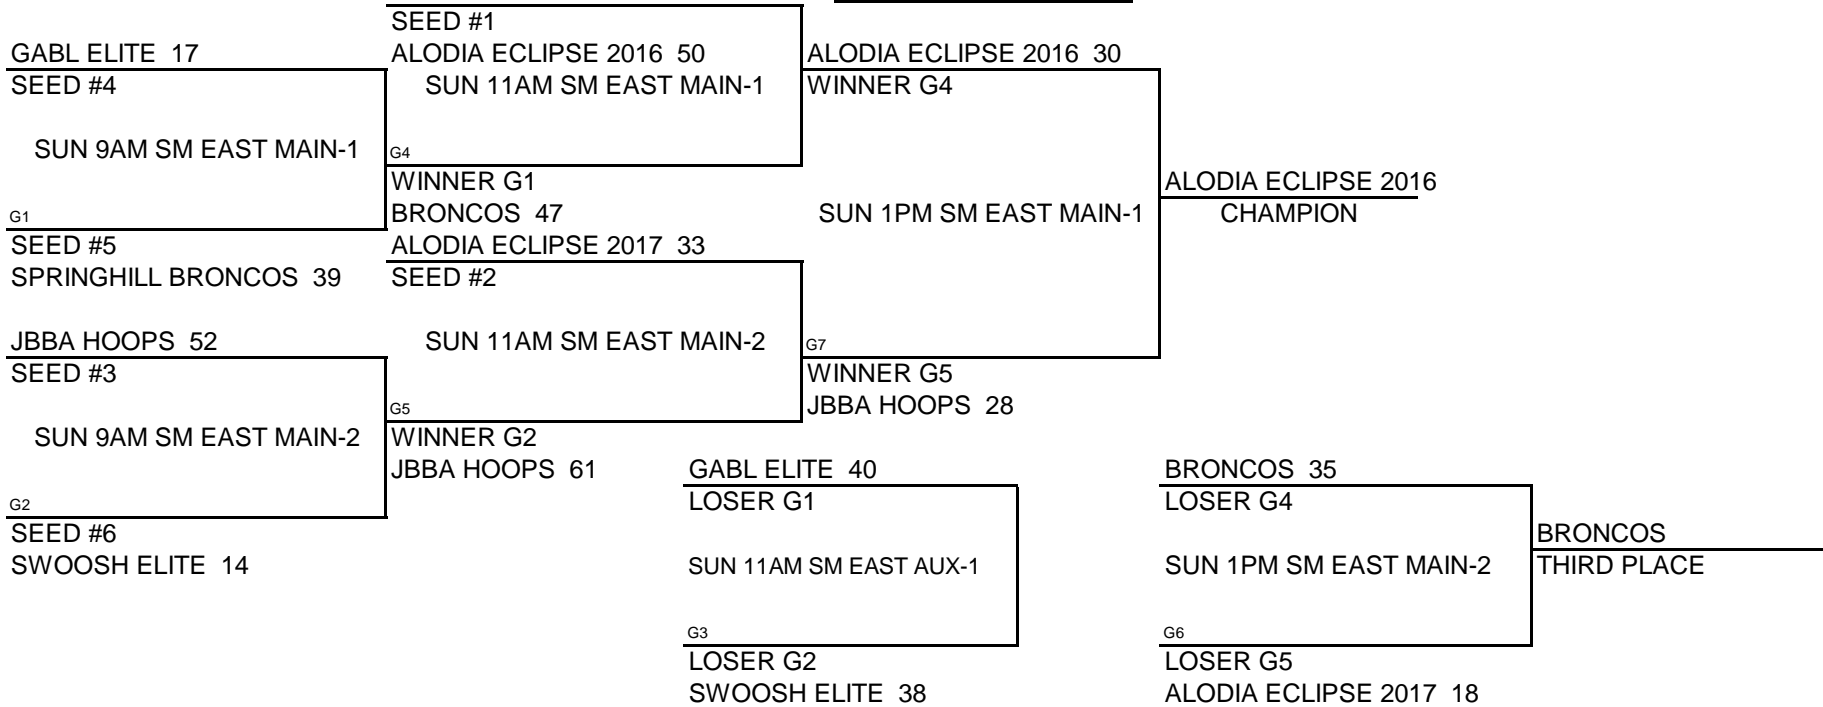 SEED #1
GABL ELITE  17
ALODIA ECLIPSE 2016  50
ALODIA ECLIPSE 2016  30
SEED #4
SUN 11AM SM EAST MAIN-1
WINNER G4
SUN 9AM SM EAST MAIN-1
G4
WINNER G1
ALODIA ECLIPSE 2016
G1
BRONCOS  47
SUN 1PM SM EAST MAIN-1
CHAMPION
SEED #5
ALODIA ECLIPSE 2017  33
SPRINGHILL BRONCOS  39
SEED #2
JBBA HOOPS  52
SUN 11AM SM EAST MAIN-2
G7
SEED #3
WINNER G5
G5
JBBA HOOPS  28
SUN 9AM SM EAST MAIN-2
WINNER G2
JBBA HOOPS  61
GABL ELITE  40
BRONCOS  35
G2
LOSER G1
LOSER G4
SEED #6
BRONCOS
SWOOSH ELITE  14
SUN 11AM SM EAST AUX-1
SUN 1PM SM EAST MAIN-2
THIRD PLACE
G3
G6
LOSER G2
LOSER G5
SWOOSH ELITE  38
ALODIA ECLIPSE 2017  18